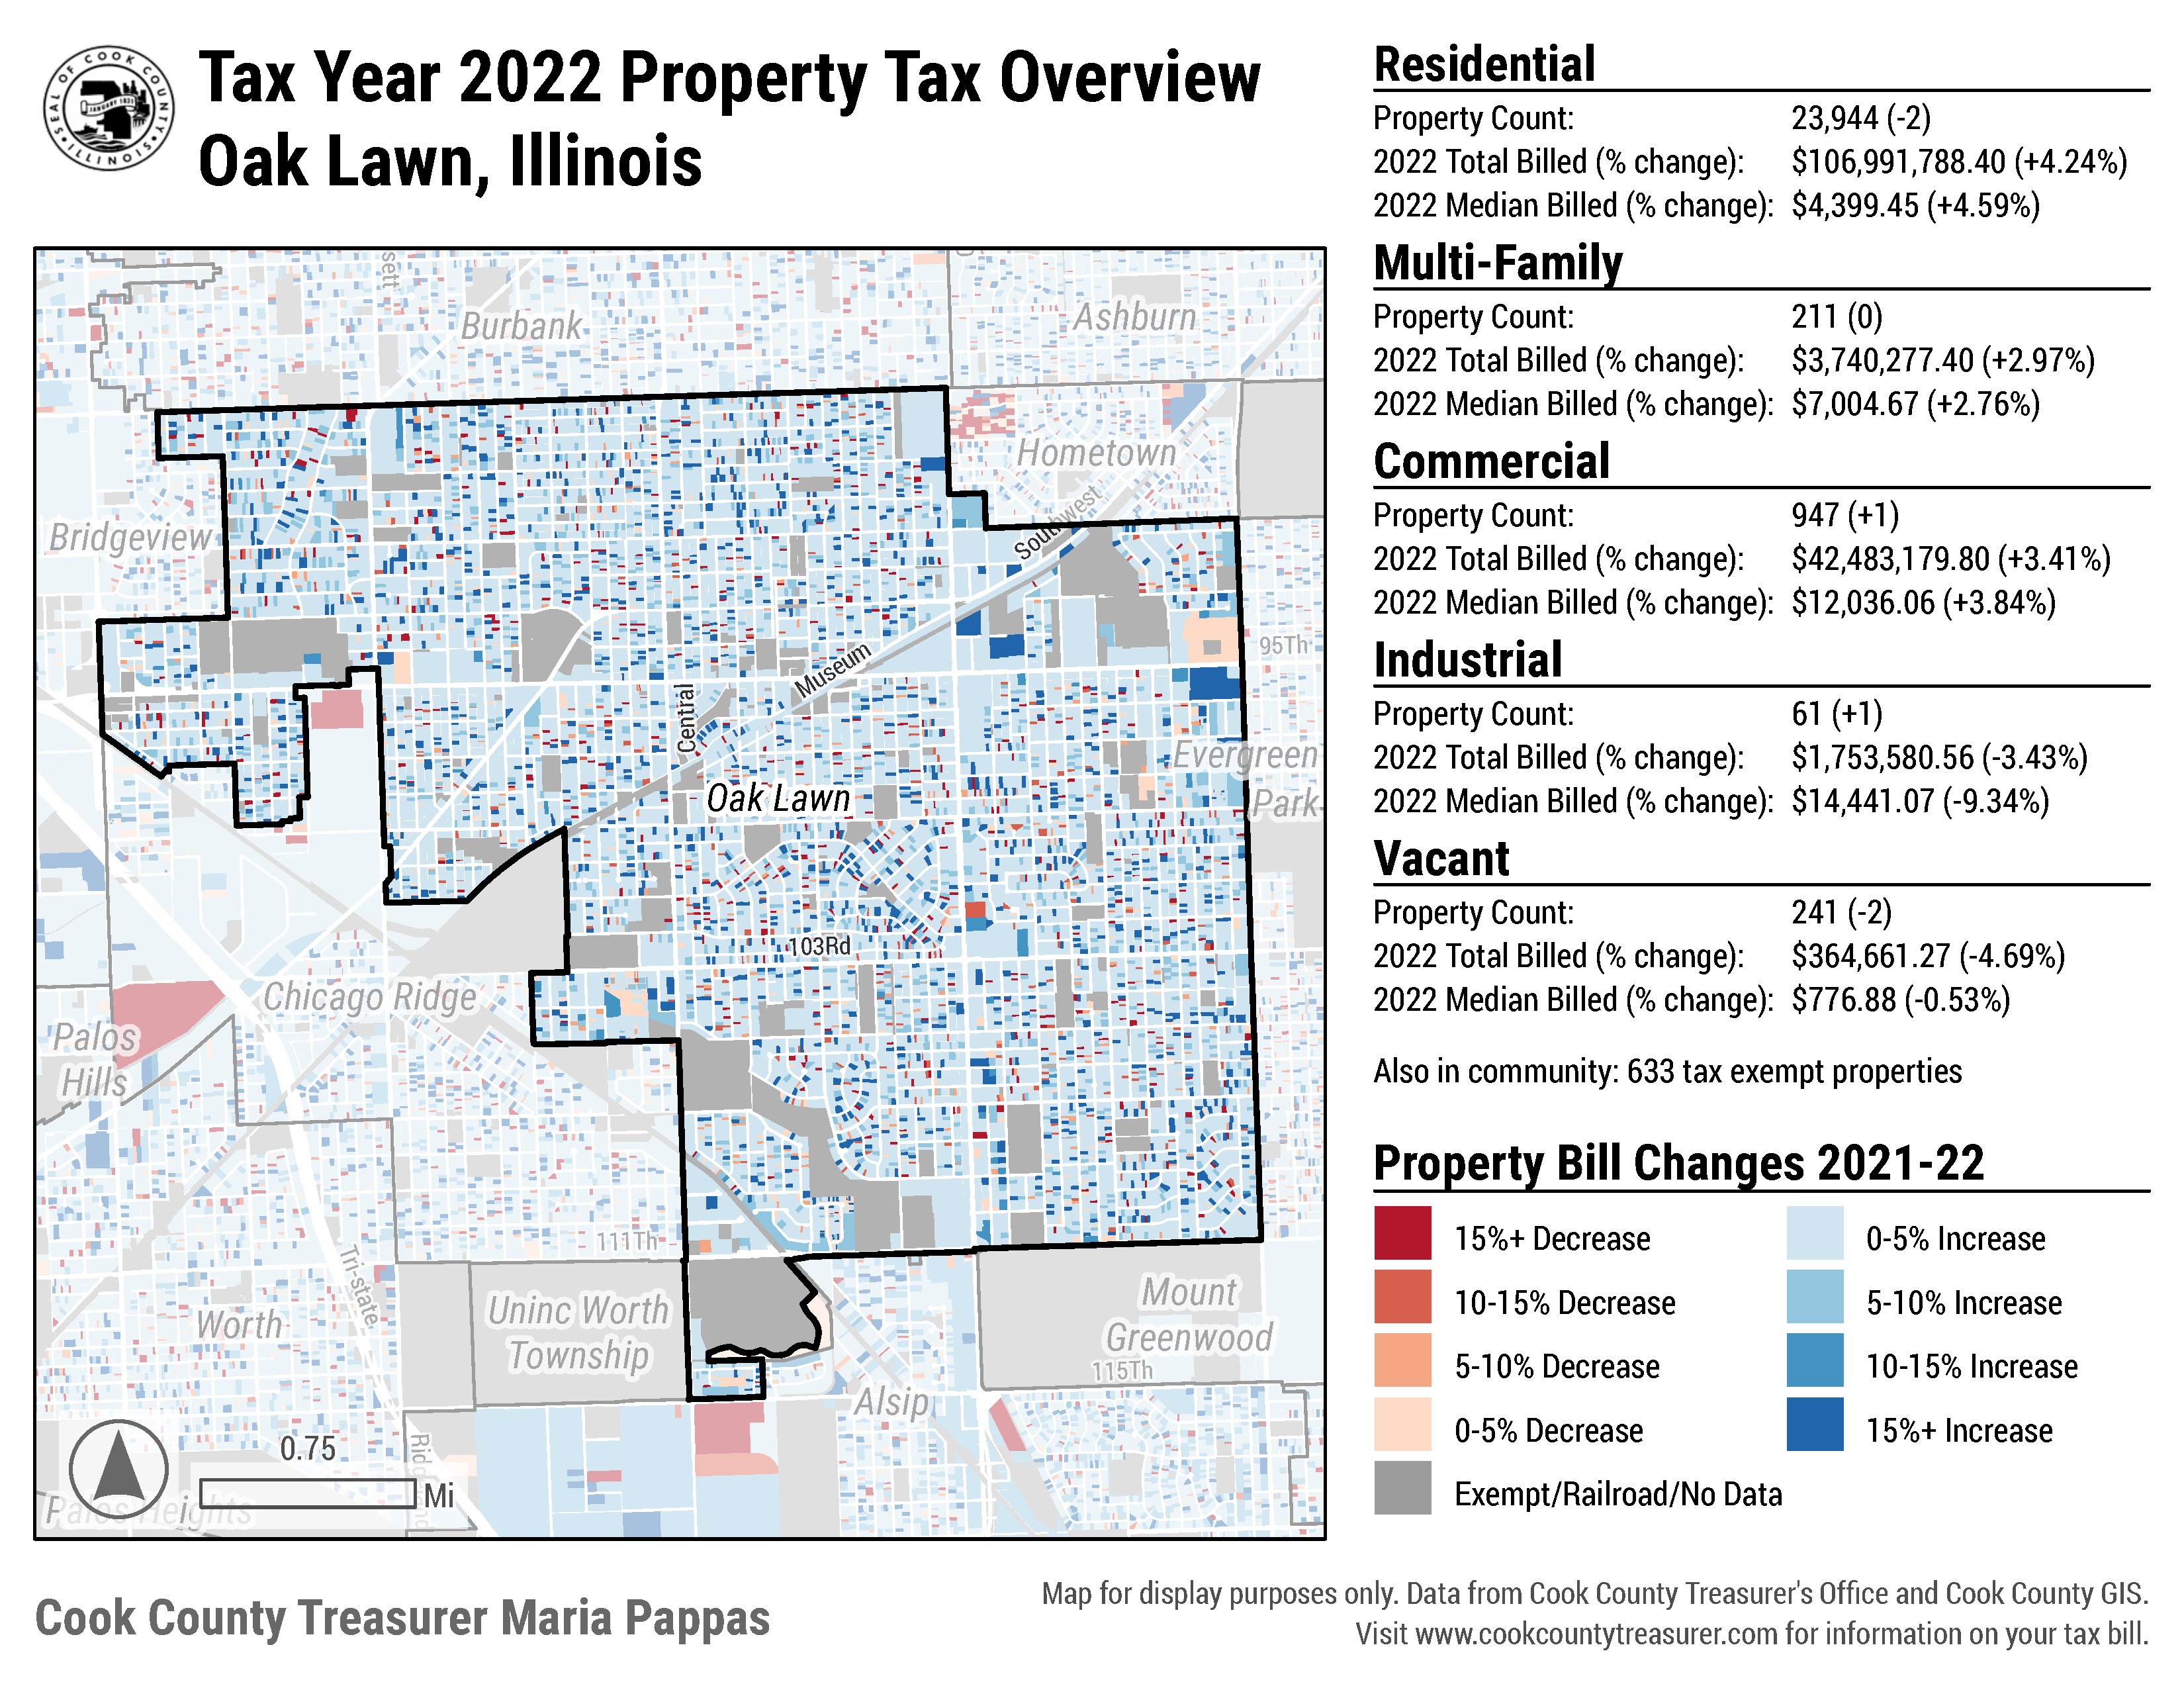 SEAL OF COOK COUNTY
ILLINOIS
JANUARY 1831
Tax Year 2022 Property Tax Overview
Oak Lawn, Illinois
Residential
Property Count: 23,944 (-2)
2022 Total Billed (% change): $106,991,788.40 (+4.24%)
2022 Median Billed (% change): $4,399.45 (+4.59%)
Multi-Family
Property Count: 211 (0)
2022 Total Billed (% change): $3,740,277.40 (+2.97%)
2022 Median Billed (% change): $7,004.67 (+2.76%)
Commercial
Property Count: 947 (+1)
2022 Total Billed (% change): $42,483,179.80 (+3.41%)
2022 Median Billed (% change): $12,036.06 (+3.84%)
Industrial
Property Count: 61 (+1)
2022 Total Billed (% change): $1,753,580.56 (-3.43%)
2022 Median Billed (% change): $14,441.07 (-9.34%)
Vacant
Property Count: 241 (-2)
2022 Total Billed (% change): $364,661.27 (-4.69%)
2022 Median Billed (% change): $776.88 (-0.53%)
Also in community: 633 tax exempt properties
Property Bill Changes 2021-22
15%+ Decrease
10-15% Decrease
5-10% Decrease
0-5% Decrease
Exempt/Railroad/No Data
0-5% Increase
5-10% Increase
10-15% Increase
15%+ Increase
Burbank
Ashburn
Hometown
Bridgeview
Southwest
95Th
Museum
Central
Evergreen
Park
Oak Lawn
103Rd
Chicago Ridge
Palos
Hills
111Th
Tri-state
Worth
Uninc Worth
Township
Mount
Greenwood
115Th
Alsip
0.75
Mi
Palos Heights
Cook County Treasurer Maria Pappas
Map for display purposes only. Data from Cook County Treasurer's Office and Cook County GIS.
Visit www.cookcountytreasurer.com for information on your tax bill.